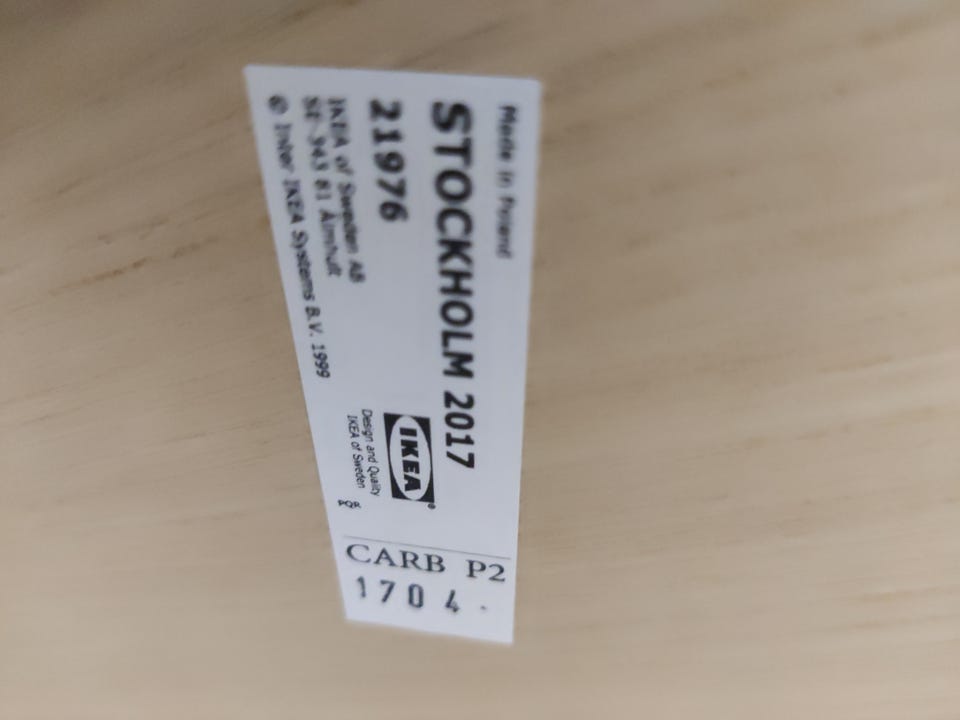 Made in Poland
STOCKHOLM 2017
21976
IKEA of Sweden AB
SE-343 81 Älmhult
© Inter IKEA Systems B.V. 1999
IKEA®
Design and Quality
IKEA of Sweden
CARB P2
1704